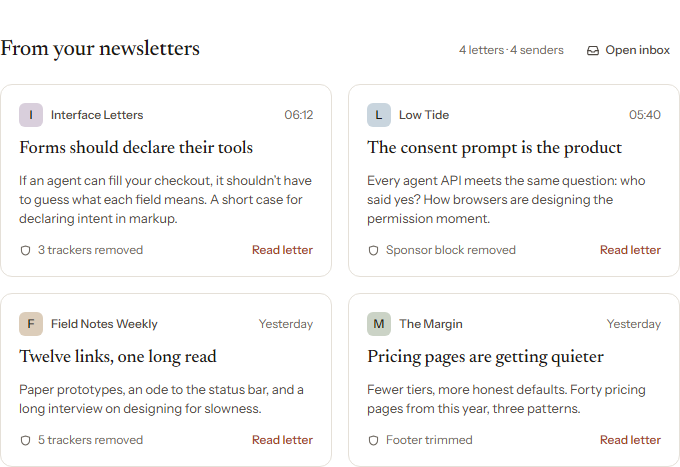 From your newsletters
4 letters · 4 senders
Open inbox
I
Interface Letters
06:12
Forms should declare their tools
If an agent can fill your checkout, it shouldn't have
to guess what each field means. A short case for
declaring intent in markup.
3 trackers removed
Read letter
L
Low Tide
05:40
The consent prompt is the product
Every agent API meets the same question: who
said yes? How browsers are designing the
permission moment.
Sponsor block removed
Read letter
F
Field Notes Weekly
Yesterday
Twelve links, one long read
Paper prototypes, an ode to the status bar, and a
long interview on designing for slowness.
5 trackers removed
Read letter
M
The Margin
Yesterday
Pricing pages are getting quieter
Fewer tiers, more honest defaults. Forty pricing
pages from this year, three patterns.
Footer trimmed
Read letter